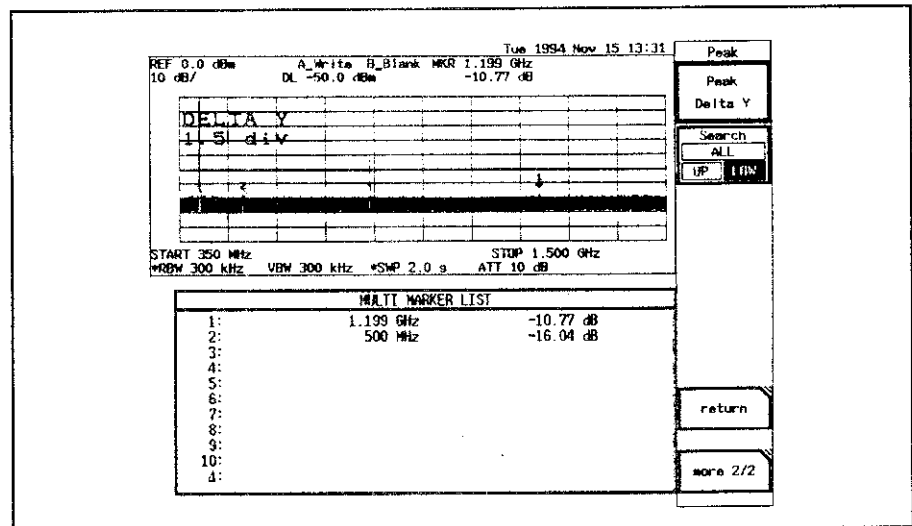 Tue 1994 Nov 15 13:31
REF 0.0 dBm A_Write B_Blank MKR 1.199 GHz
10 dB/ DL -50.0 dBm -10.77 dB
DELTA Y
1.5 div
START 350 MHz STOP 1.500 GHz
*RBW 300 kHz VBW 300 kHz *SWP 2.0 s ATT 10 dB
MULTI MARKER LIST
1: 1.199 GHz -10.77 dB
2: 500 MHz -16.04 dB
3:
4:
5:
6:
7:
8:
9:
10:
Δ:
Peak
Peak
Delta Y
Search
ALL
UP LOW
return
more 2/2